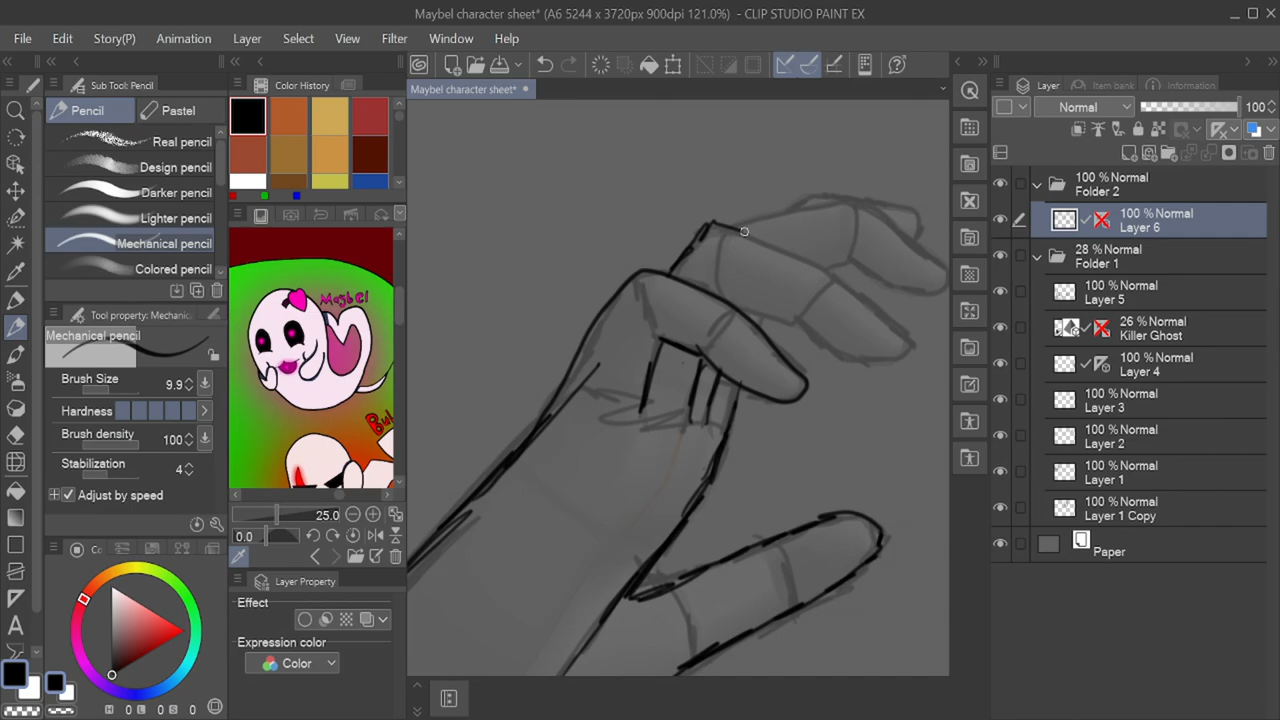 Maybel character sheet* (A6 5244 x 3720px 900dpi 121.0%) - CLIP STUDIO PAINT EX
File Edit Story(P) Animation Layer Select View Filter Window Help
Sub Tool: Pencil
Color History
Layer
Item bank
Information
Maybel character sheet*
Pencil
Pastel
Normal
100
Real pencil
Design pencil
Darker pencil
Lighter pencil
Mechanical pencil
Colored pencil
100 % Normal
Folder 2
100 % Normal
Layer 6
28 % Normal
Folder 1
100 % Normal
Layer 5
26 % Normal
Killer Ghost
100 % Normal
Layer 4
100 % Normal
Layer 3
100 % Normal
Layer 2
100 % Normal
Layer 1
100 % Normal
Layer 1 Copy
Paper
Maybel
Tool property: Mechanic
Mechanical pencil
Brush Size 9.9
Hardness
Brush density 100
Stabilization 4
Adjust by speed
25.0
0.0
Layer Property
Effect
Expression color
Color
Co
A
H 0 L 0 S 0